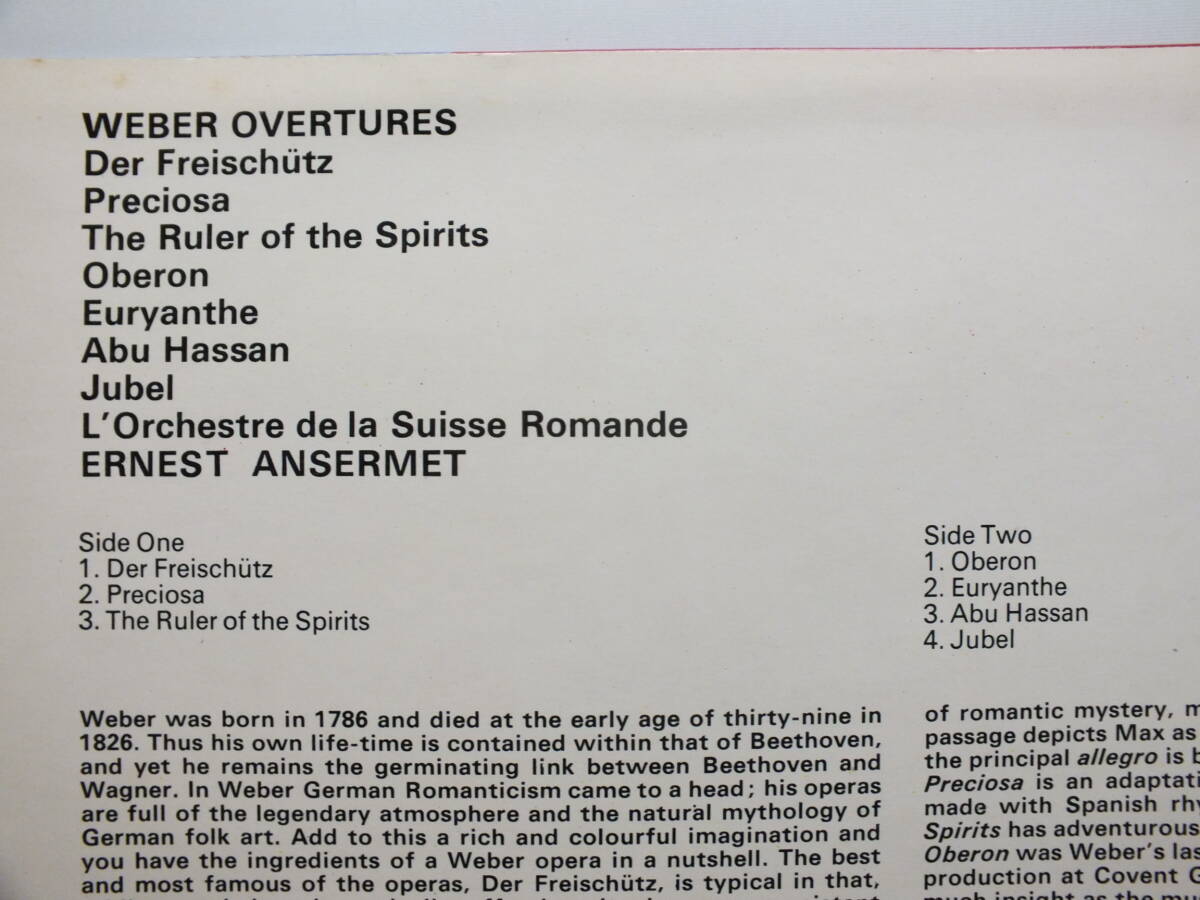 WEBER OVERTURES
Der Freischütz
Preciosa
The Ruler of the Spirits
Oberon
Euryanthe
Abu Hassan
Jubel
L'Orchestre de la Suisse Romande
ERNEST ANSERMET
Side One
1. Der Freischütz
2. Preciosa
3. The Ruler of the Spirits
Side Two
1. Oberon
2. Euryanthe
3. Abu Hassan
4. Jubel
Weber was born in 1786 and died at the early age of thirty-nine in
1826. Thus his own life-time is contained within that of Beethoven,
and yet he remains the germinating link between Beethoven and
Wagner. In Weber German Romanticism came to a head; his operas
are full of the legendary atmosphere and the natural mythology of
German folk art. Add to this a rich and colourful imagination and
you have the ingredients of a Weber opera in a nutshell. The best
and most famous of the operas, Der Freischütz, is typical in that,
of romantic mystery,
passage depicts Max as
the principal allegro is
Preciosa is an
made with Spanish
Spirits has adventurous
Oberon was Weber's
production at Covent